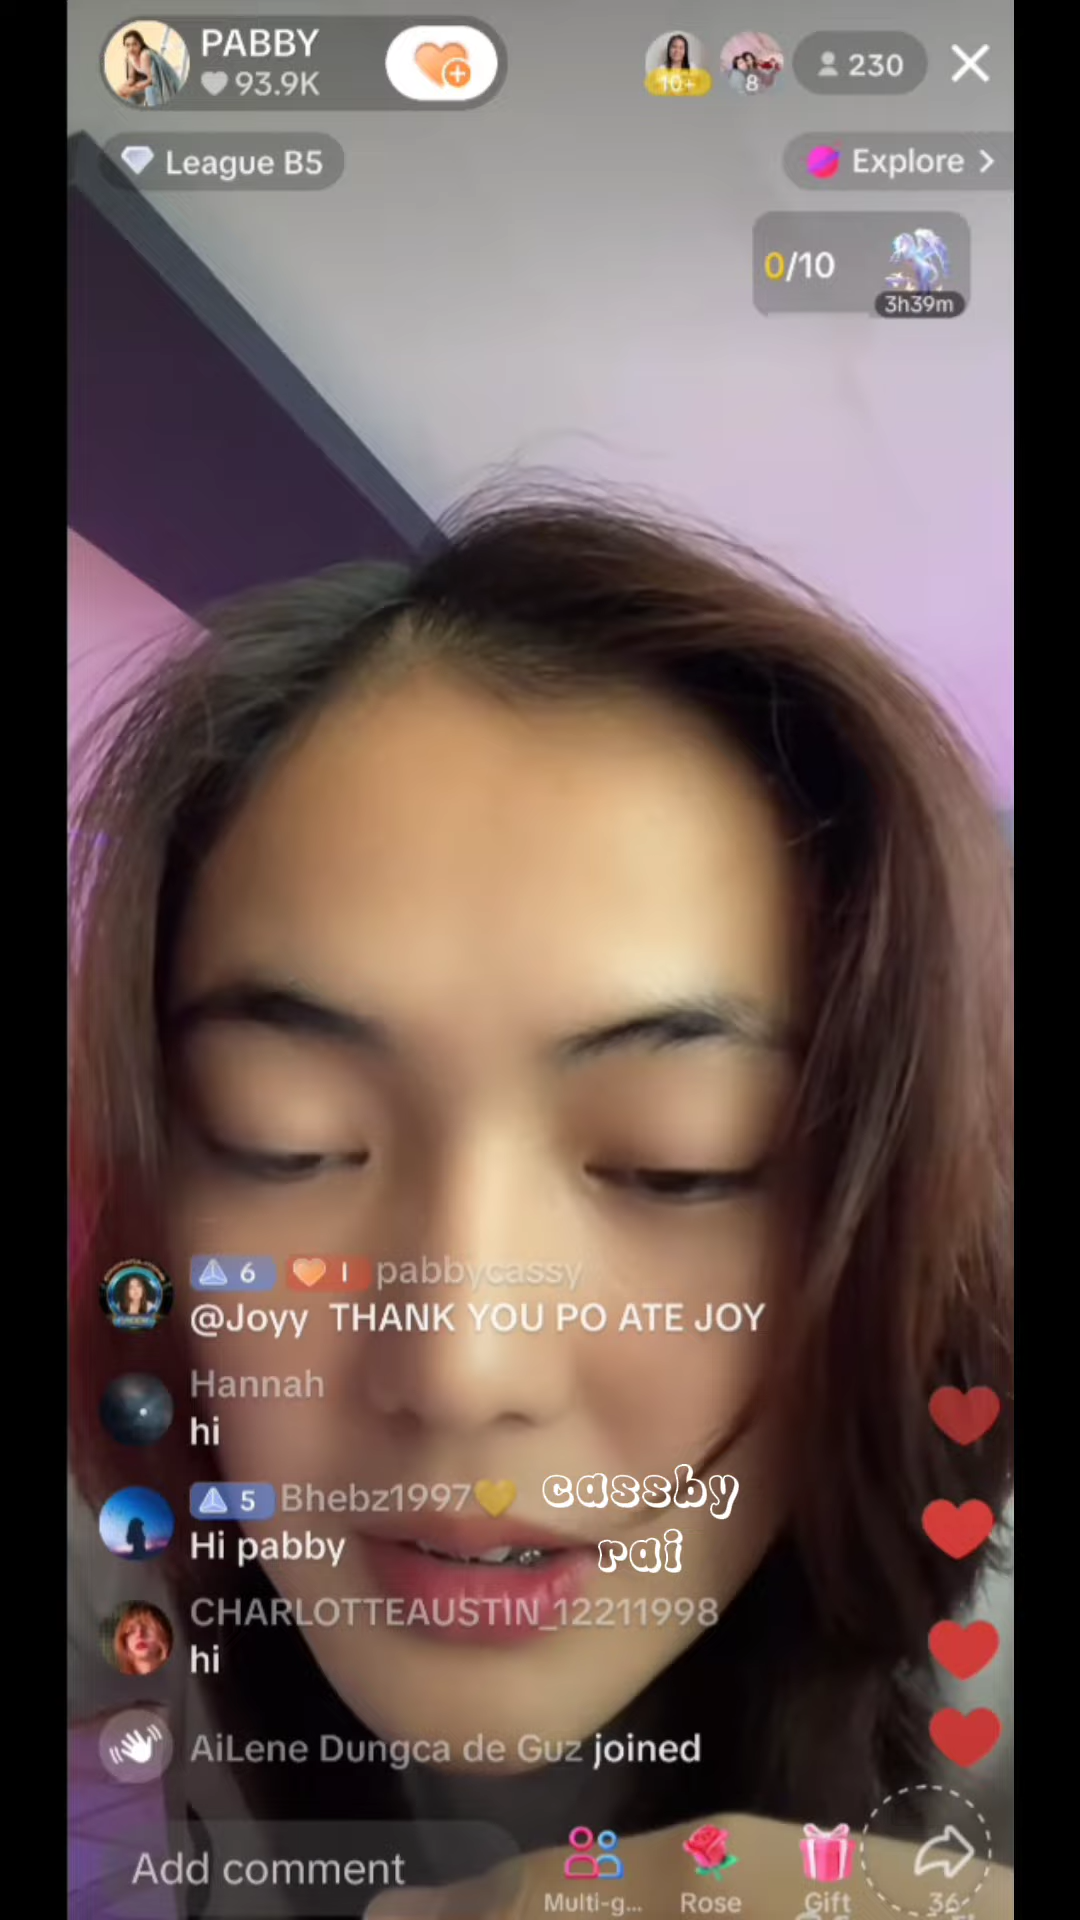 PABBY
93.9K
10+
8
230
League B5
Explore >
0/10
3h39m
6 I pabbycassy
@Joyy THANK YOU PO ATE JOY
Hannah
hi
5 Bhebz1997💛
Hi pabby
cassby
rai
CHARLOTTEAUSTIN_12211998
hi
AiLene Dungca de Guz joined
Add comment
Multi-g...
Rose
Gift
36